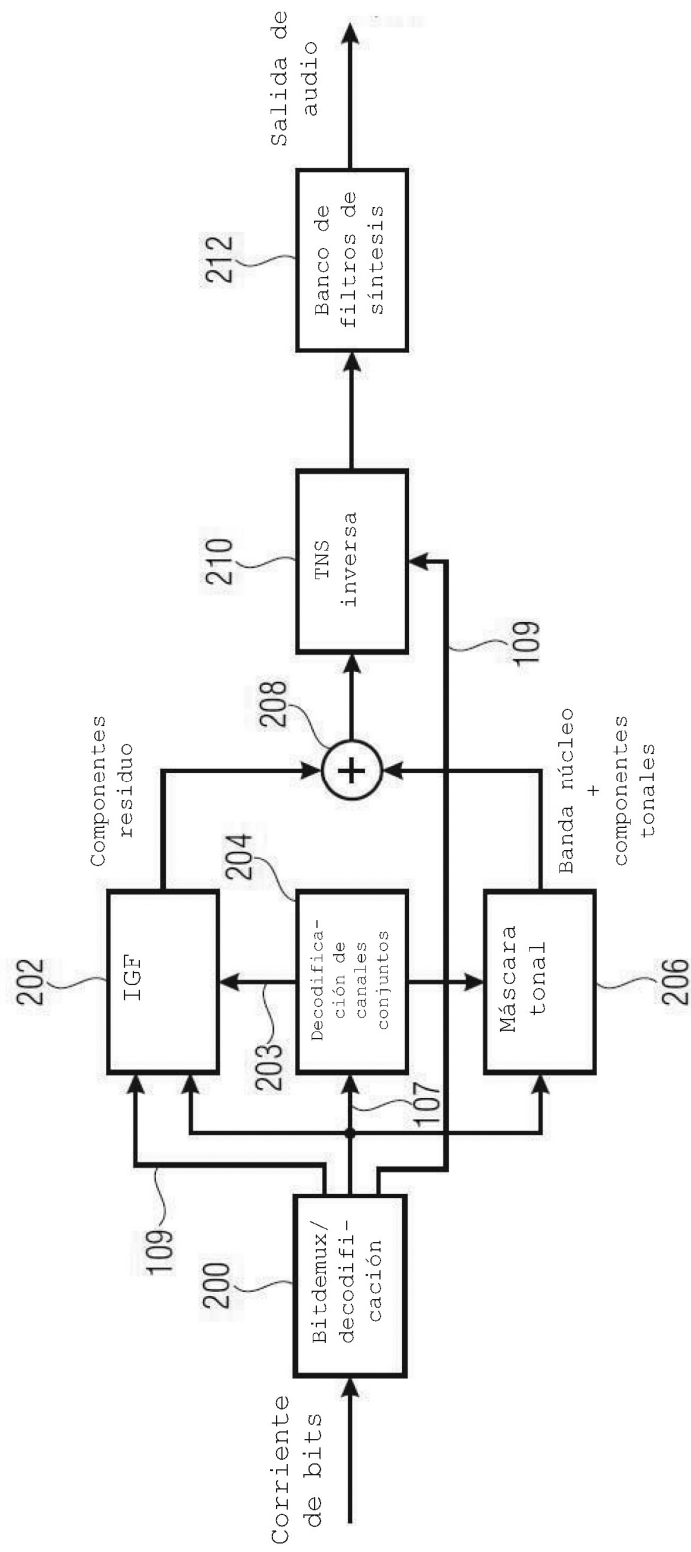 Corriente
de bits
200
Bitdemux/
decodifi-
cación
109
202
IGF
Componentes
residuo
203
204
Decodifica-
ción de
canales
conjuntos
107
Máscara
tonal
206
Banda núcleo
+
componentes
tonales
208
+
109
210
TNS
inversa
212
Banco de
filtros de
síntesis
Salida de
audio